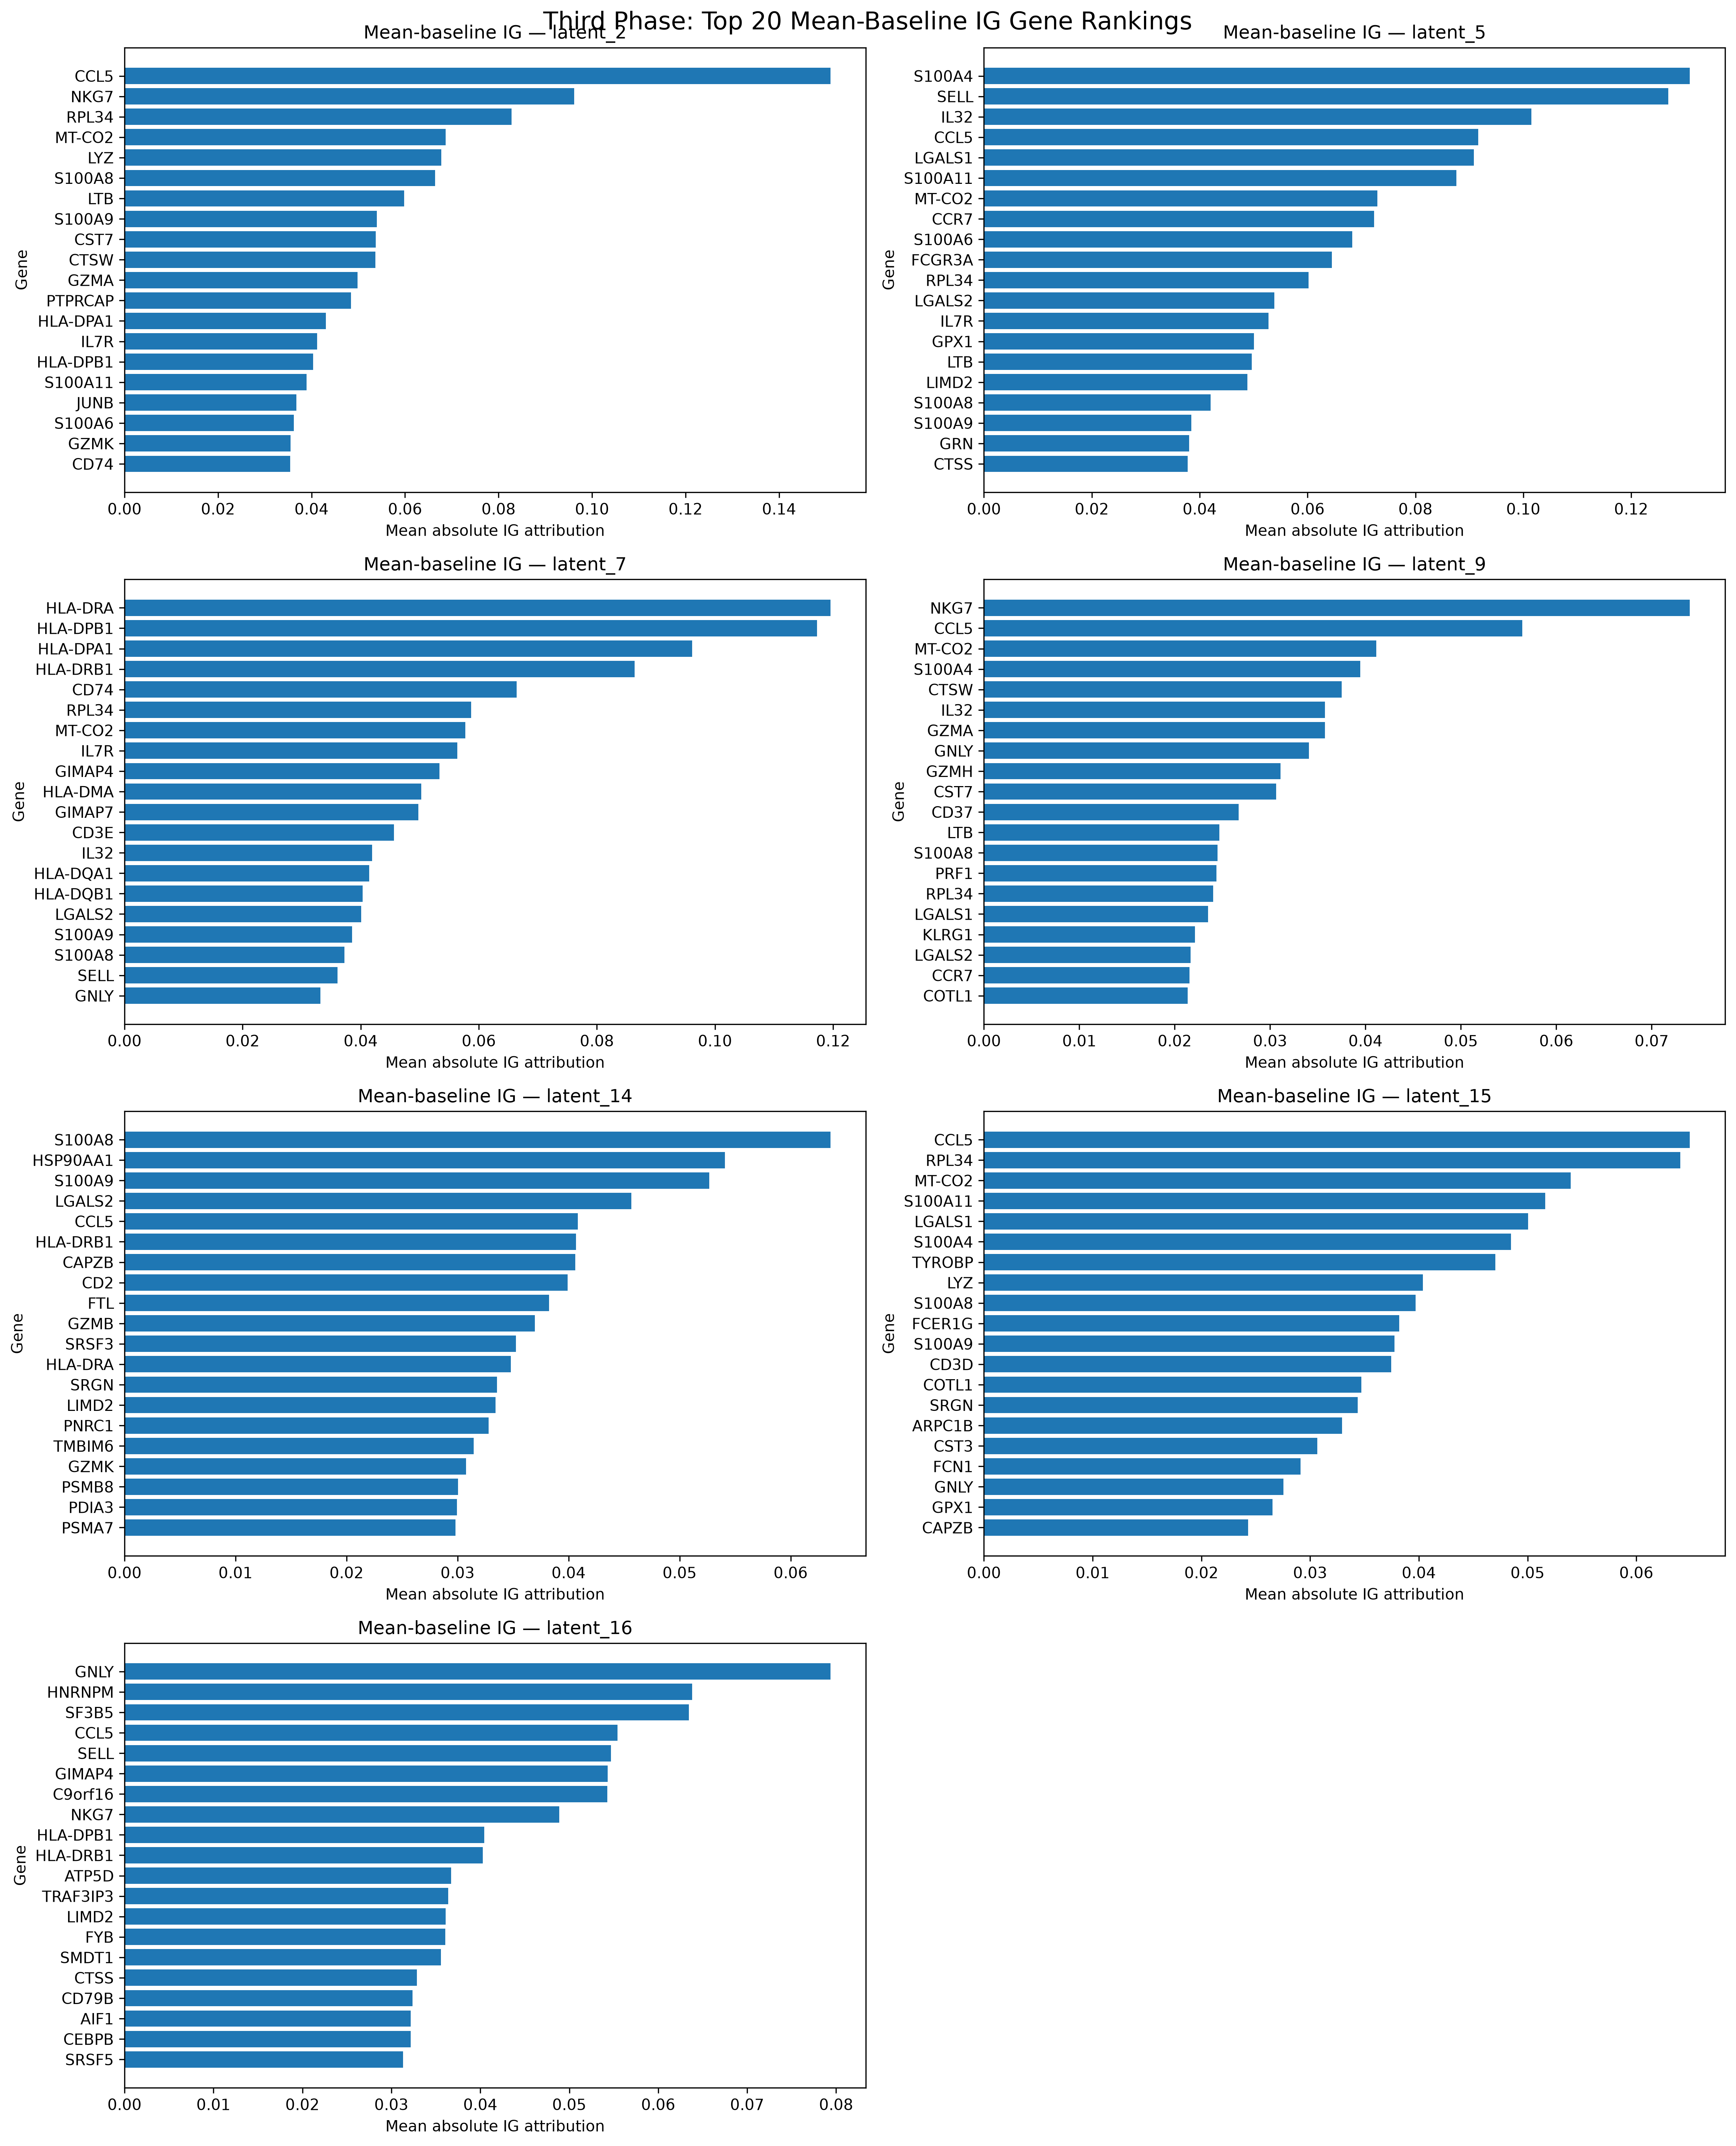 Third Phase: Top 20 Mean-Baseline IG Gene Rankings
Mean-baseline IG — latent_2
CCL5
NKG7
RPL34
MT-CO2
LYZ
S100A8
LTB
S100A9
CST7
CTSW
GZMA
PTPRCAP
HLA-DPA1
IL7R
HLA-DPB1
S100A11
JUNB
S100A6
GZMK
CD74
Gene
0.00 0.02 0.04 0.06 0.08 0.10 0.12 0.14
Mean absolute IG attribution
Mean-baseline IG — latent_5
S100A4
SELL
IL32
CCL5
LGALS1
S100A11
MT-CO2
CCR7
S100A6
FCGR3A
RPL34
LGALS2
IL7R
GPX1
LTB
LIMD2
S100A8
S100A9
GRN
CTSS
Gene
0.00 0.02 0.04 0.06 0.08 0.10 0.12
Mean absolute IG attribution
Mean-baseline IG — latent_7
HLA-DRA
HLA-DPB1
HLA-DPA1
HLA-DRB1
CD74
RPL34
MT-CO2
IL7R
GIMAP4
HLA-DMA
GIMAP7
CD3E
IL32
HLA-DQA1
HLA-DQB1
LGALS2
S100A9
S100A8
SELL
GNLY
Gene
0.00 0.02 0.04 0.06 0.08 0.10 0.12
Mean absolute IG attribution
Mean-baseline IG — latent_9
NKG7
CCL5
MT-CO2
S100A4
CTSW
IL32
GZMA
GNLY
GZMH
CST7
CD37
LTB
S100A8
PRF1
RPL34
LGALS1
KLRG1
LGALS2
CCR7
COTL1
Gene
0.00 0.01 0.02 0.03 0.04 0.05 0.06 0.07
Mean absolute IG attribution
Mean-baseline IG — latent_14
S100A8
HSP90AA1
S100A9
LGALS2
CCL5
HLA-DRB1
CAPZB
CD2
FTL
GZMB
SRSF3
HLA-DRA
SRGN
LIMD2
PNRC1
TMBIM6
GZMK
PSMB8
PDIA3
PSMA7
Gene
0.00 0.01 0.02 0.03 0.04 0.05 0.06
Mean absolute IG attribution
Mean-baseline IG — latent_15
CCL5
RPL34
MT-CO2
S100A11
LGALS1
S100A4
TYROBP
LYZ
S100A8
FCER1G
S100A9
CD3D
COTL1
SRGN
ARPC1B
CST3
FCN1
GNLY
GPX1
CAPZB
Gene
0.00 0.01 0.02 0.03 0.04 0.05 0.06
Mean absolute IG attribution
Mean-baseline IG — latent_16
GNLY
HNRNPM
SF3B5
CCL5
SELL
GIMAP4
C9orf16
NKG7
HLA-DPB1
HLA-DRB1
ATP5D
TRAF3IP3
LIMD2
FYB
SMDT1
CTSS
CD79B
AIF1
CEBPB
SRSF5
Gene
0.00 0.01 0.02 0.03 0.04 0.05 0.06 0.07 0.08
Mean absolute IG attribution